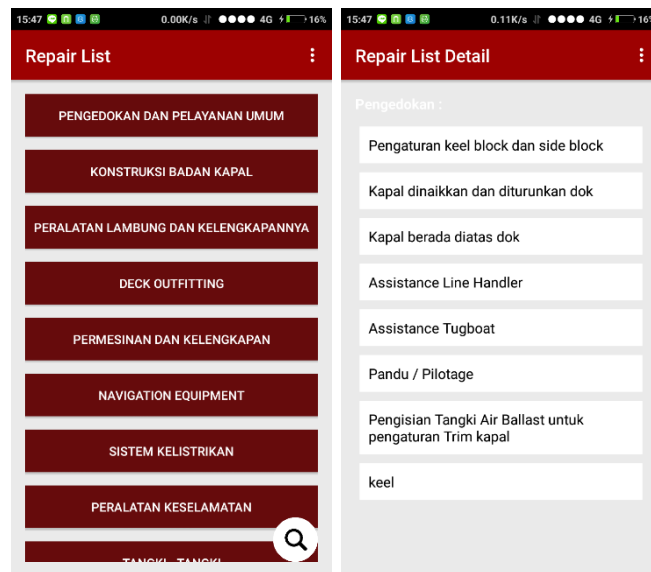 15:47 0.00K/s 4G 16%
Repair List
PENGEDOKAN DAN PELAYANAN UMUM
KONSTRUKSI BADAN KAPAL
PERALATAN LAMBUNG DAN KELENGKAPANNYA
DECK OUTFITTING
PERMESINAN DAN KELENGKAPAN
NAVIGATION EQUIPMENT
SISTEM KELISTRIKAN
PERALATAN KESELAMATAN
TANGKI - TANGKI
15:47 0.11K/s 4G 16%
Repair List Detail
Pengedokan :
Pengaturan keel block dan side block
Kapal dinaikkan dan diturunkan dok
Kapal berada diatas dok
Assistance Line Handler
Assistance Tugboat
Pandu / Pilotage
Pengisian Tangki Air Ballast untuk
pengaturan Trim kapal
keel